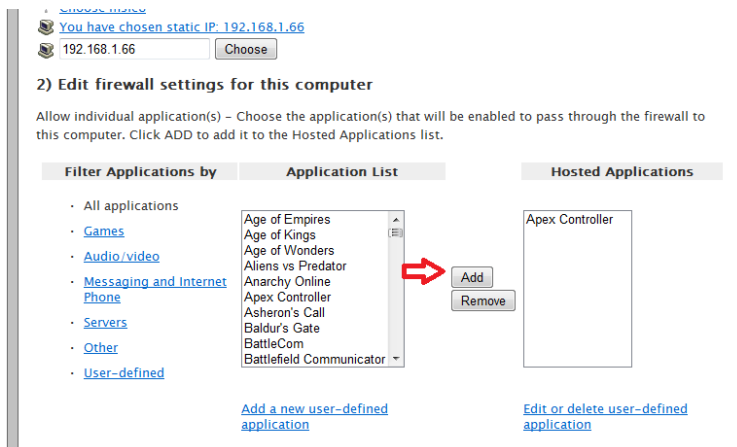 You have chosen static IP: 192.168.1.66
192.168.1.66 Choose
2) Edit firewall settings for this computer
Allow individual application(s) – Choose the application(s) that will be enabled to pass through the firewall to
this computer. Click ADD to add it to the Hosted Applications list.
Filter Applications by Application List Hosted Applications
· All applications
· Games
· Audio/video
· Messaging and Internet
Phone
· Servers
· Other
· User-defined
Age of Empires
Age of Kings
Age of Wonders
Aliens vs Predator
Anarchy Online
Apex Controller
Asheron's Call
Baldur's Gate
BattleCom
Battlefield Communicator
Add a new user-defined
application
Add
Remove
Apex Controller
Edit or delete user-defined
application